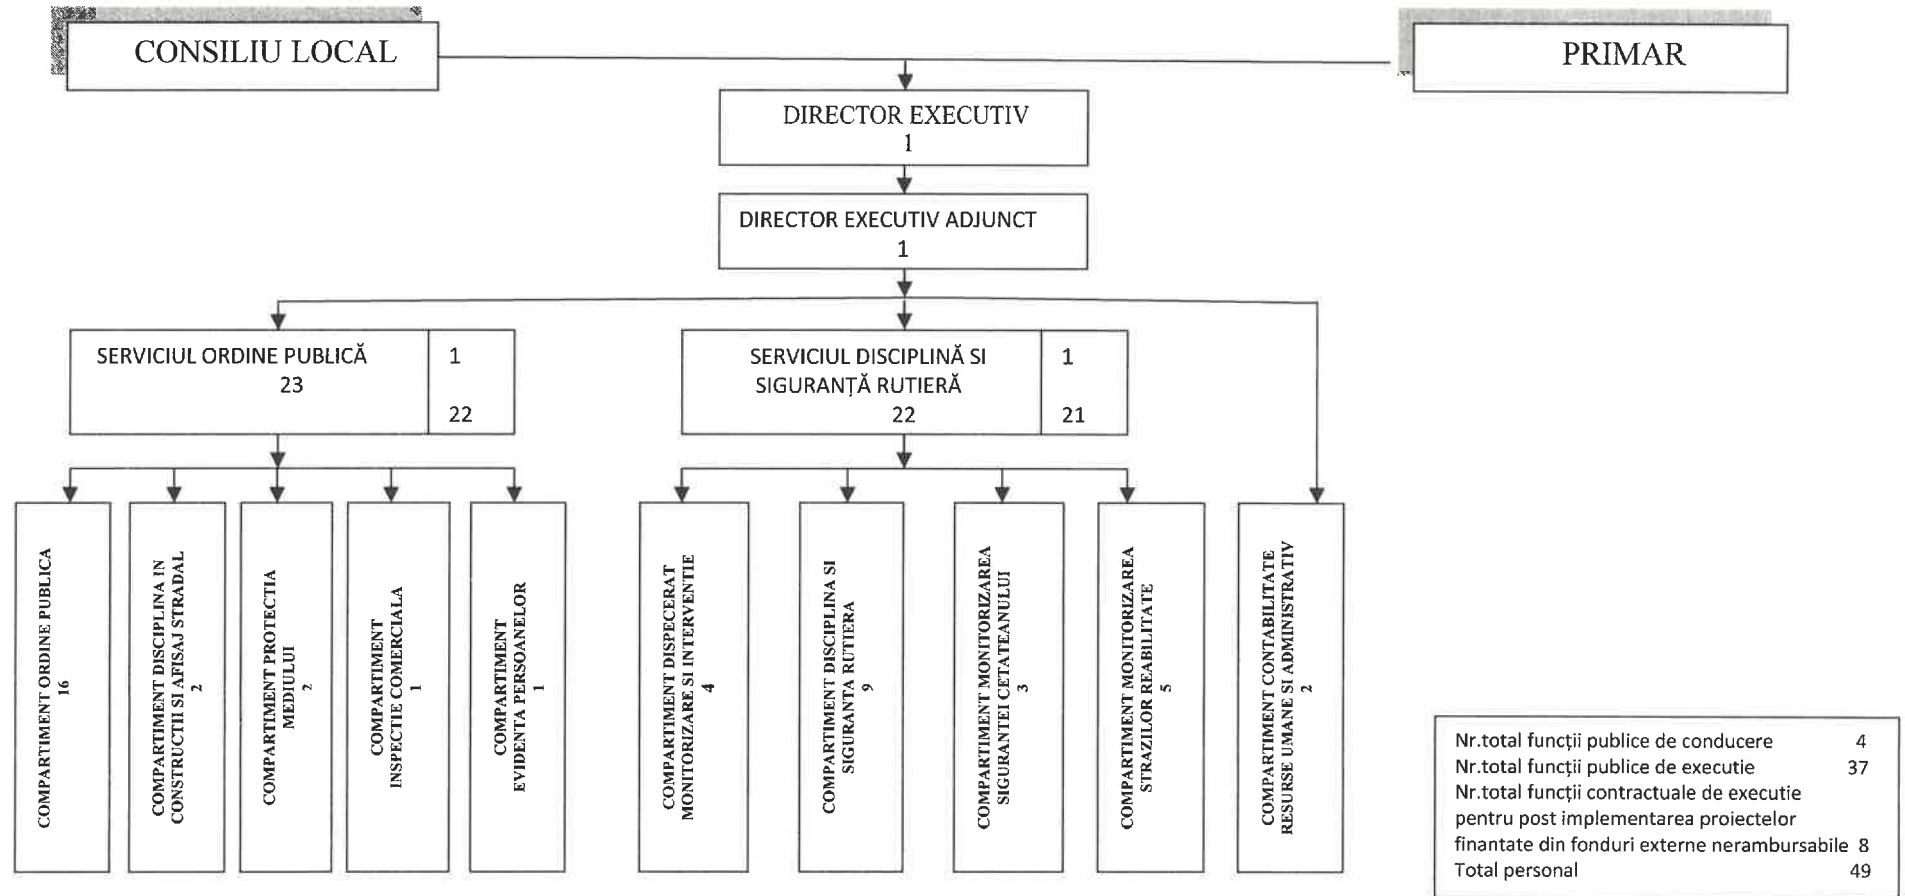 CONSILIU LOCAL
PRIMAR
DIRECTOR EXECUTIV
1
DIRECTOR EXECUTIV ADJUNCT
1
SERVICIUL ORDINE PUBLICĂ
23
1
22
SERVICIUL DISCIPLINĂ SI
SIGURANȚĂ RUTIERĂ
22
1
21
COMPARTIMENT ORDINE PUBLICA
16
COMPARTIMENT DISCIPLINA IN
CONSTRUCTII SI AFISAJ STRADAL
2
COMPARTIMENT PROTECTIA
MEDIULUI
2
COMPARTIMENT
INSPECTIE COMERCIALA
1
COMPARTIMENT
EVIDENTA PERSOANELOR
1
COMPARTIMENT DISPECERAT
MONITORIZARE SI INTERVENTIE
4
COMPARTIMENT DISCIPLINA SI
SIGURANTA RUTIERA
9
COMPARTIMENT MONITORIZAREA
SIGURANTEI CETATEANULUI
3
COMPARTIMENT MONITORIZAREA
STRAZILOR REABILITATE
5
COMPARTIMENT CONTABILITATE
RESURSE UMANE SI ADMINISTRATIV
2
Nr.total funcții publice de conducere 4
Nr.total funcții publice de executie 37
Nr.total funcții contractuale de executie
pentru post implementarea proiectelor
finantate din fonduri externe nerambursabile 8
Total personal 49